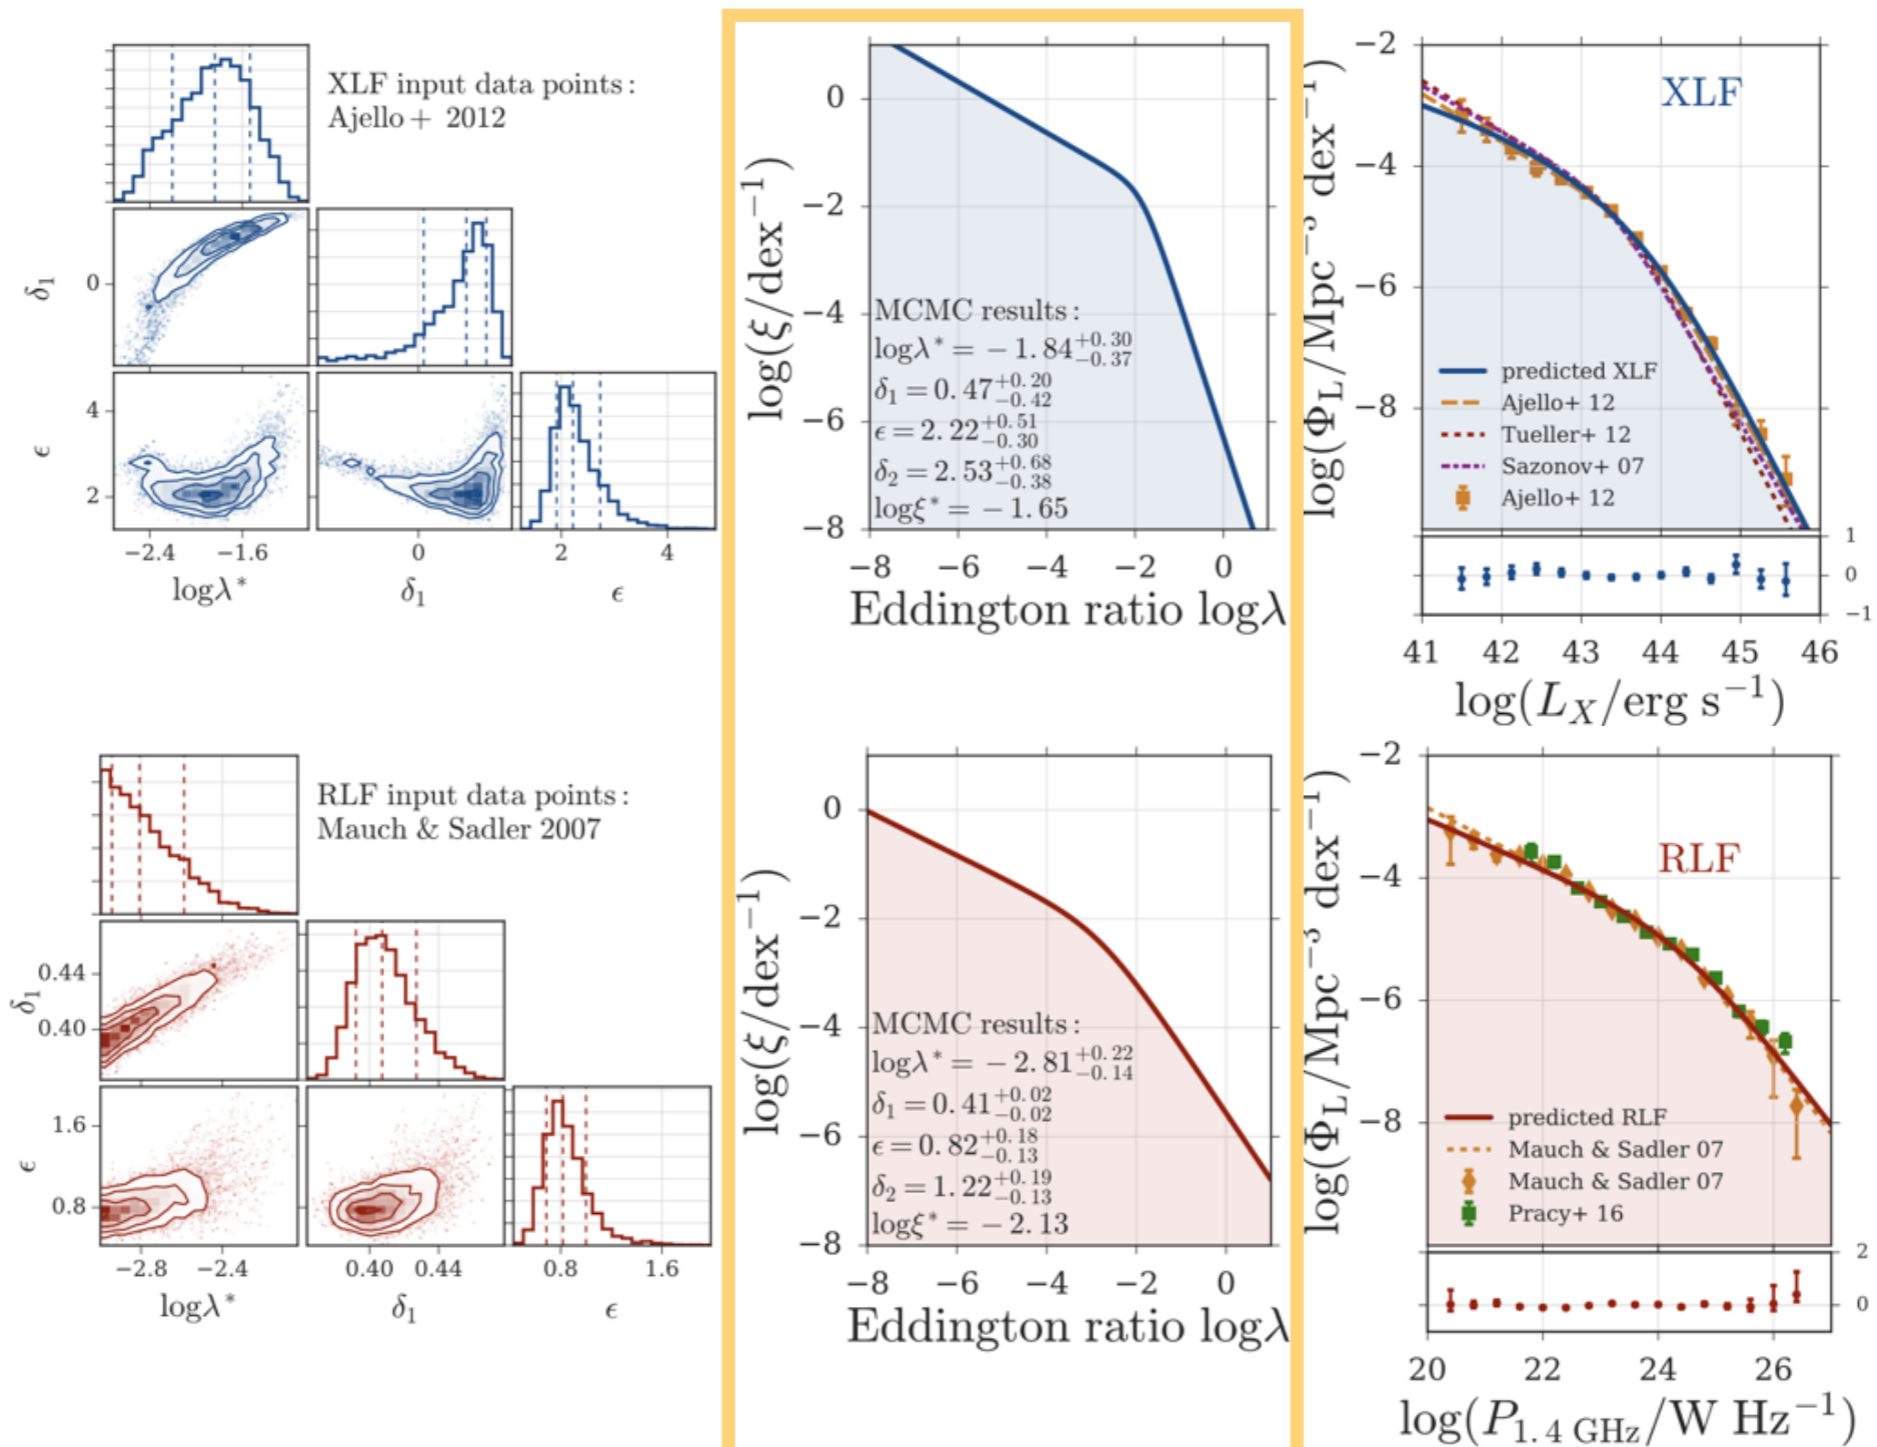 XLF input data points:
Ajello+ 2012
δ₁
0
ϵ
4
2
−2.4
−1.6
logλ*
0
δ₁
2
4
ϵ
log(ξ/dex⁻¹)
0
−2
−4
−6
−8
MCMC results:
logλ* = −1.84 +0.30 −0.37
δ₁ = 0.47 +0.20 −0.42
ϵ = 2.22 +0.51 −0.30
δ₂ = 2.53 +0.68 −0.38
logξ* = −1.65
−8
−6
−4
−2
0
Eddington ratio logλ
log(Φ_L/Mpc⁻³ dex⁻¹)
−2
−4
−6
−8
XLF
predicted XLF
Ajello+ 12
Tueller+ 12
Sazonov+ 07
Ajello+ 12
1
0
−1
41
42
43
44
45
46
log(L_X/erg s⁻¹)
RLF input data points:
Mauch & Sadler 2007
δ₁
0.44
0.40
ϵ
1.6
0.8
−2.8
−2.4
logλ*
0.40
0.44
δ₁
0.8
1.6
ϵ
log(ξ/dex⁻¹)
0
−2
−4
−6
−8
MCMC results:
logλ* = −2.81 +0.22 −0.14
δ₁ = 0.41 +0.02 −0.02
ϵ = 0.82 +0.18 −0.13
δ₂ = 1.22 +0.19 −0.13
logξ* = −2.13
−8
−6
−4
−2
0
Eddington ratio logλ
log(Φ_L/Mpc⁻³ dex⁻¹)
−2
−4
−6
−8
RLF
predicted RLF
Mauch & Sadler 07
Mauch & Sadler 07
Pracy+ 16
2
0
20
22
24
26
log(P_1.4 GHz/W Hz⁻¹)